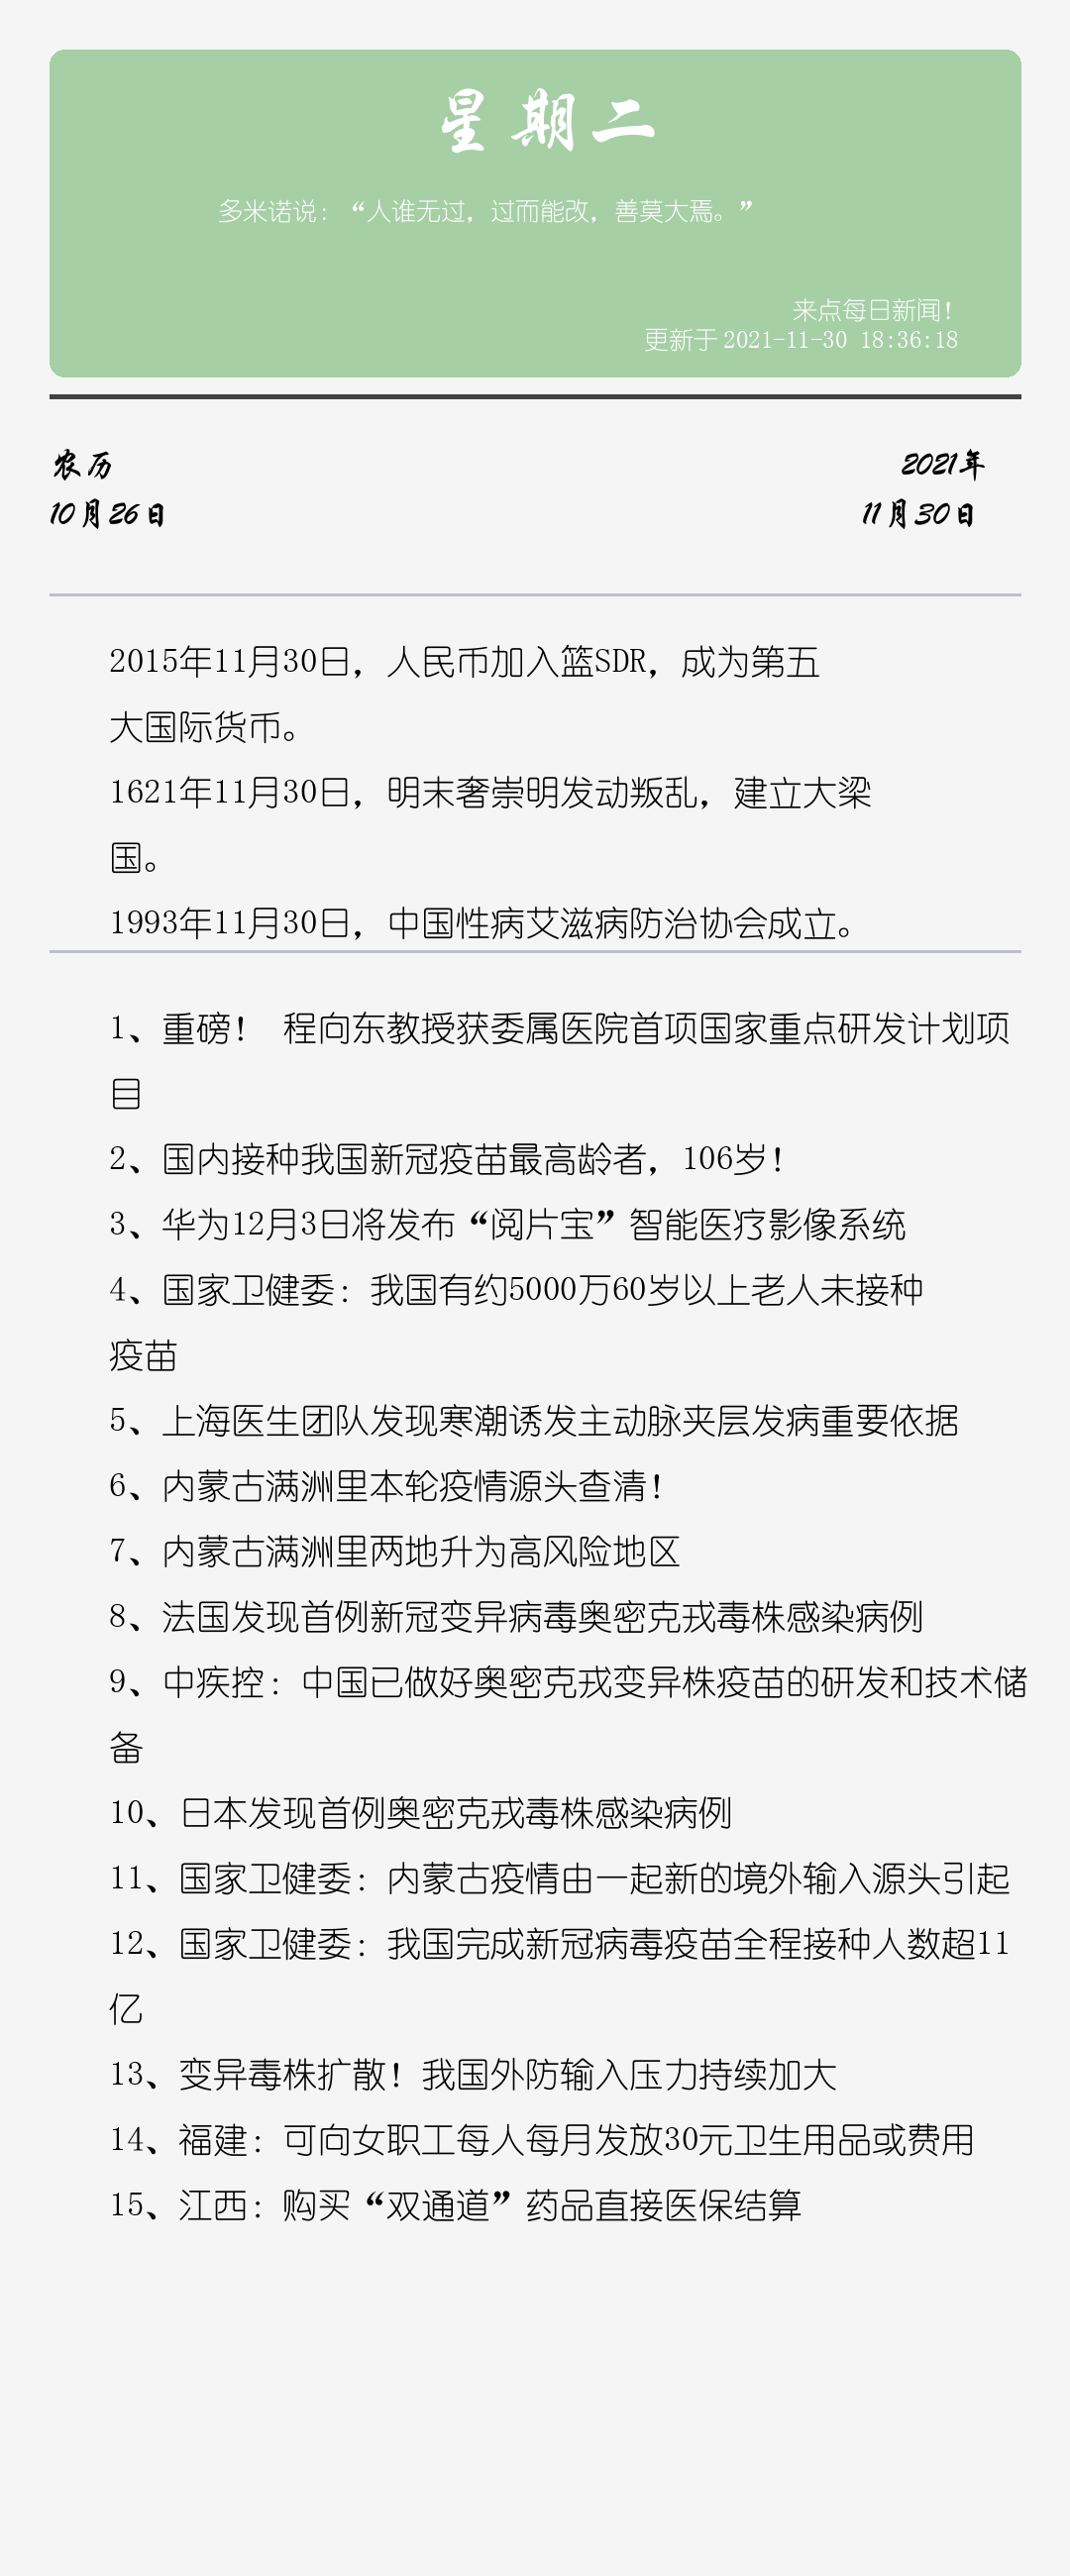 星期二
多米诺说：“人谁无过，过而能改，善莫大焉。”
来点每日新闻！
更新于 2021-11-30 18:36:18
农历
2021年
10月26日
11月30日
2015年11月30日，人民币加入篮SDR，成为第五
大国际货币。
1621年11月30日，明末奢崇明发动叛乱，建立大梁
国。
1993年11月30日，中国性病艾滋病防治协会成立。
1、重磅！ 程向东教授获委属医院首项国家重点研发计划项
目
2、国内接种我国新冠疫苗最高龄者，106岁！
3、华为12月3日将发布“阅片宝”智能医疗影像系统
4、国家卫健委：我国有约5000万60岁以上老人未接种
疫苗
5、上海医生团队发现寒潮诱发主动脉夹层发病重要依据
6、内蒙古满洲里本轮疫情源头查清！
7、内蒙古满洲里两地升为高风险地区
8、法国发现首例新冠变异病毒奥密克戎毒株感染病例
9、中疾控：中国已做好奥密克戎变异株疫苗的研发和技术储
备
10、日本发现首例奥密克戎毒株感染病例
11、国家卫健委：内蒙古疫情由一起新的境外输入源头引起
12、国家卫健委：我国完成新冠病毒疫苗全程接种人数超11
亿
13、变异毒株扩散！我国外防输入压力持续加大
14、福建：可向女职工每人每月发放30元卫生用品或费用
15、江西：购买“双通道”药品直接医保结算